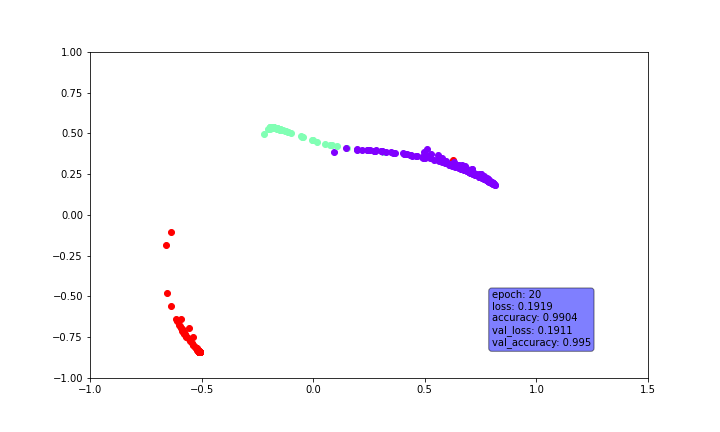 1.00
0.75
0.50
0.25
0.00
−0.25
−0.50
−0.75
−1.00
epoch: 20
loss: 0.1919
accuracy: 0.9904
val_loss: 0.1911
val_accuracy: 0.995
−1.0 −0.5 0.0 0.5 1.0 1.5